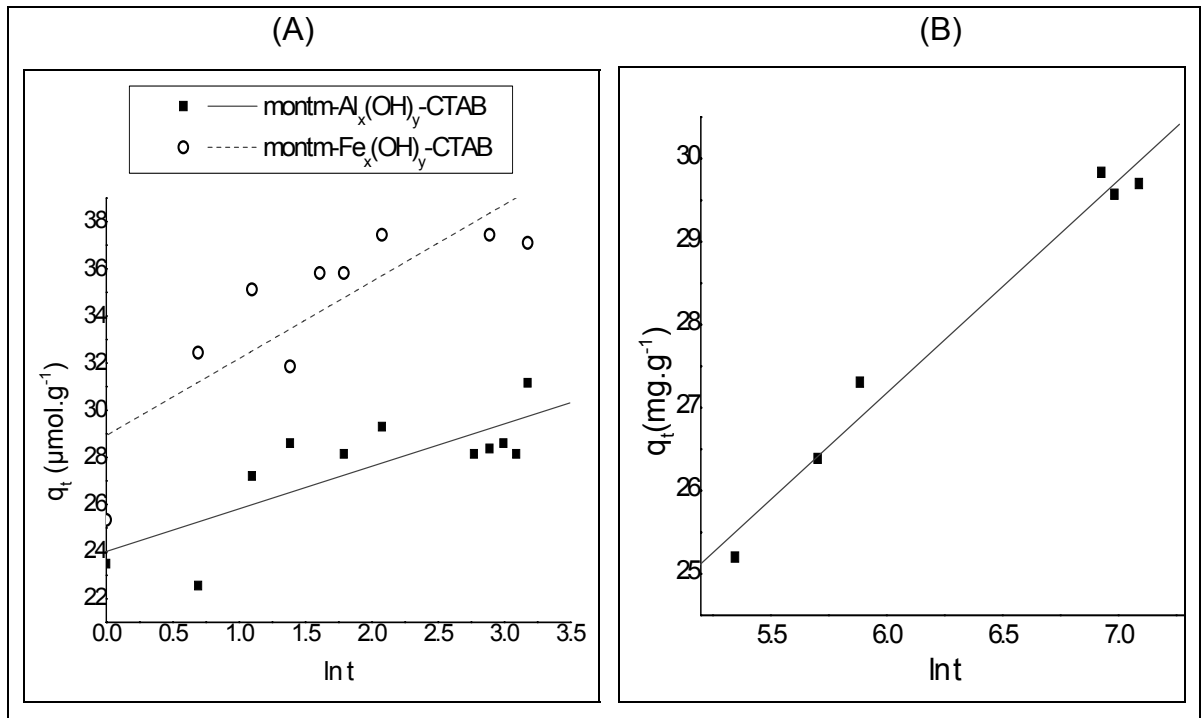 (A)
montm-Alx(OH)y-CTAB
montm-Fex(OH)y-CTAB
38
36
34
32
30
28
26
24
22
qt (µmol.g-1)
0.0 0.5 1.0 1.5 2.0 2.5 3.0 3.5
ln t
(B)
30
29
28
27
26
25
qt(mg.g-1)
5.5 6.0 6.5 7.0
ln t